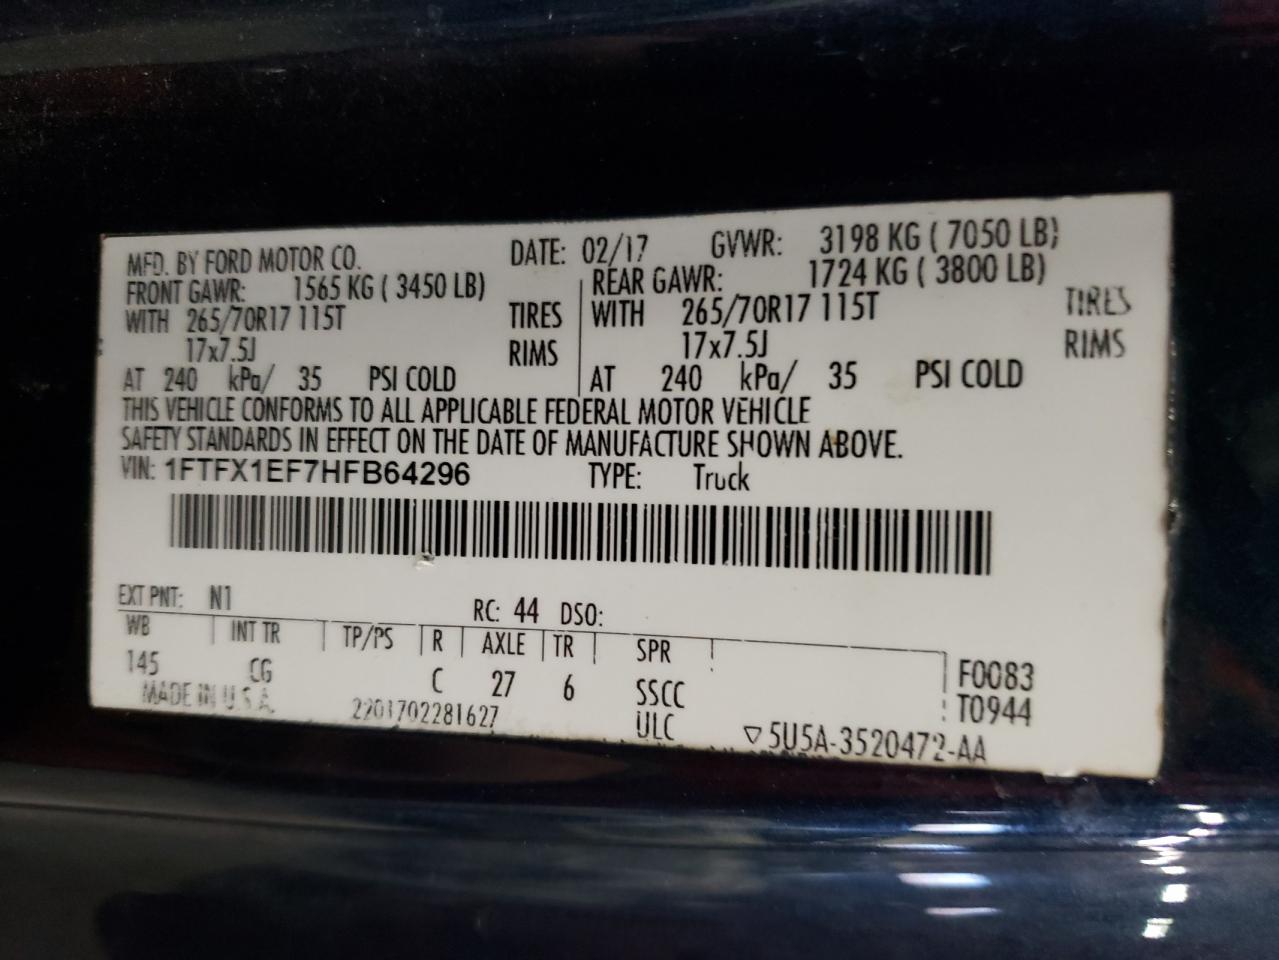 MFD. BY FORD MOTOR CO. DATE: 02/17 GVWR: 3198 KG ( 7050 LB)
FRONT GAWR: 1565 KG ( 3450 LB) REAR GAWR: 1724 KG ( 3800 LB)
WITH 265/70R17 115T TIRES WITH 265/70R17 115T TIRES
17x7.5J RIMS 17x7.5J RIMS
AT 240 kPa/ 35 PSI COLD AT 240 kPa/ 35 PSI COLD
THIS VEHICLE CONFORMS TO ALL APPLICABLE FEDERAL MOTOR VEHICLE
SAFETY STANDARDS IN EFFECT ON THE DATE OF MANUFACTURE SHOWN ABOVE.
VIN: 1FTFX1EF7HFB64296 TYPE: Truck
EXT PNT: N1 RC: 44 DSO:
WB INT TR TP/PS R AXLE TR SPR
145 CG C 27 6 SSCC F0083
MADE IN U.S.A. 2201702281627 ULC T0944
▽5U5A-3520472-AA